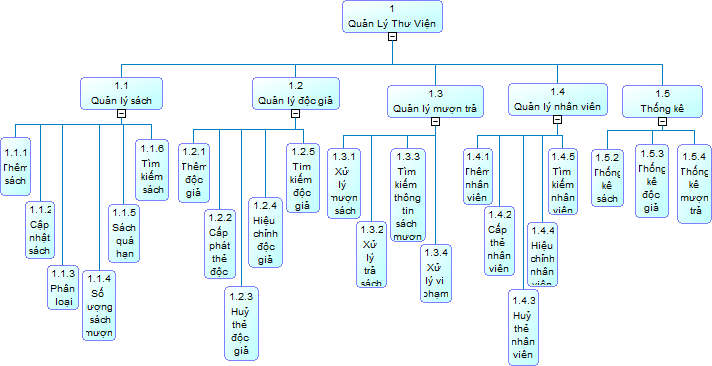 1
Quản Lý Thư Viện
1.1
Quản lý sách
1.2
Quản lý độc giả
1.3
Quản lý mượn trả
1.4
Quản lý nhân viên
1.5
Thống kê
1.1.1
Thêm
sách
1.1.2
Cập
nhật
sách
1.1.3
Phân
loại
1.1.4
Số
lượng
sách
mượn
1.1.5
Sách
quá
hạn
1.1.6
Tìm
kiếm
sách
1.2.1
Thêm
độc
giả
1.2.2
Cấp
phát
thẻ
độc
1.2.3
Huỷ
thẻ
độc
giả
1.2.4
Hiệu
chỉnh
độc
giả
1.2.5
Tìm
kiếm
độc
giả
1.3.1
Xử
lý
mượn
sách
1.3.2
Xử
lý
trả
sách
1.3.3
Tìm
kiếm
thông
tin
sách
mượn
1.3.4
Xử
lý vi
phạm
1.4.1
Thêm
nhân
viên
1.4.2
Cấp
thẻ
nhân
viên
1.4.3
Huỷ
thẻ
nhân
viên
1.4.4
Hiệu
chỉnh
nhân
viên
1.4.5
Tìm
kiếm
nhân
viên
1.5.2
Thống
kê
sách
1.5.3
Thống
kê
độc
giả
1.5.4
Thống
kê
mượn
trả